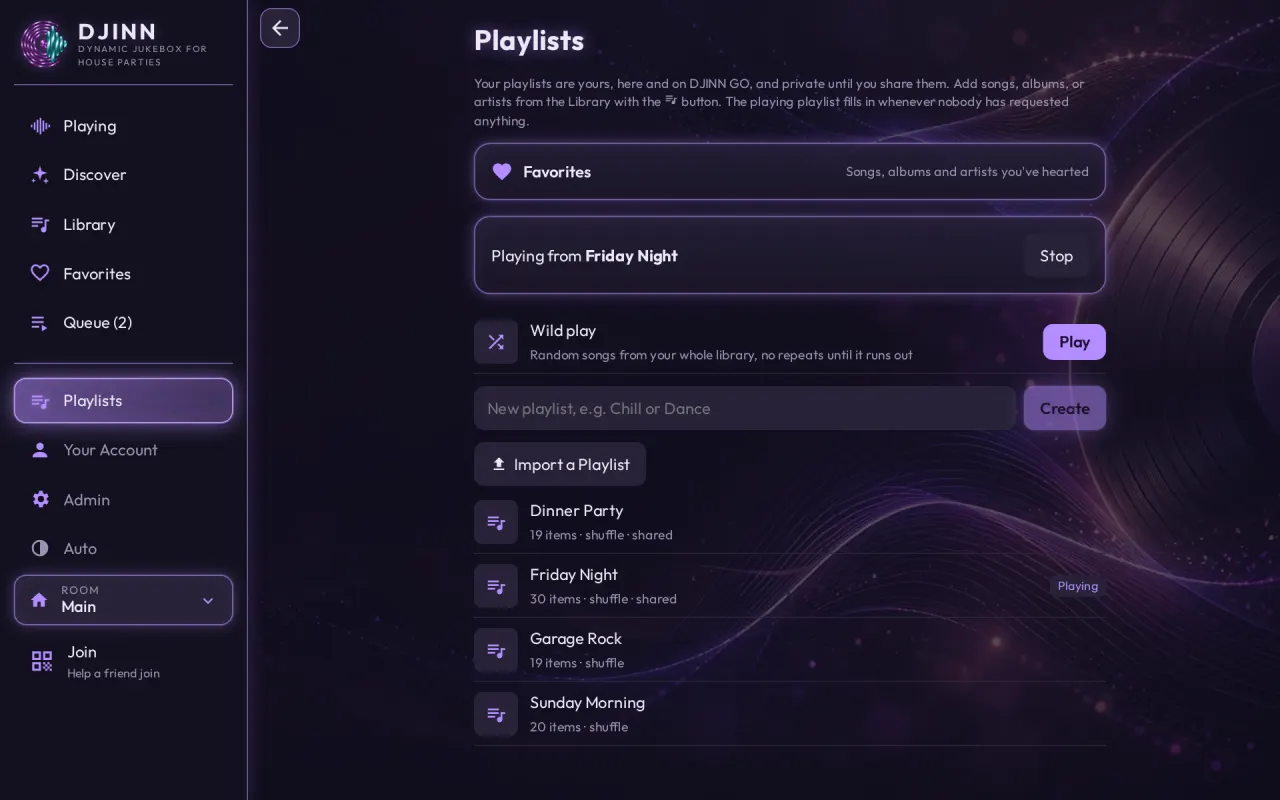 DJINN
DYNAMIC JUKEBOX FOR
HOUSE PARTIES
Playing
Discover
Library
Favorites
Queue (2)
Playlists
Your Account
Admin
Auto
ROOM
Main
Join
Help a friend join
Playlists
Your playlists are yours, here and on DJINN GO, and private until you share them. Add songs, albums, or
artists from the Library with the button. The playing playlist fills in whenever nobody has requested
anything.
Favorites
Songs, albums and artists you've hearted
Playing from Friday Night
Stop
Wild play
Random songs from your whole library, no repeats until it runs out
Play
New playlist, e.g. Chill or Dance
Create
Import a Playlist
Dinner Party
19 items · shuffle · shared
Friday Night
30 items · shuffle · shared
Playing
Garage Rock
19 items · shuffle
Sunday Morning
20 items · shuffle